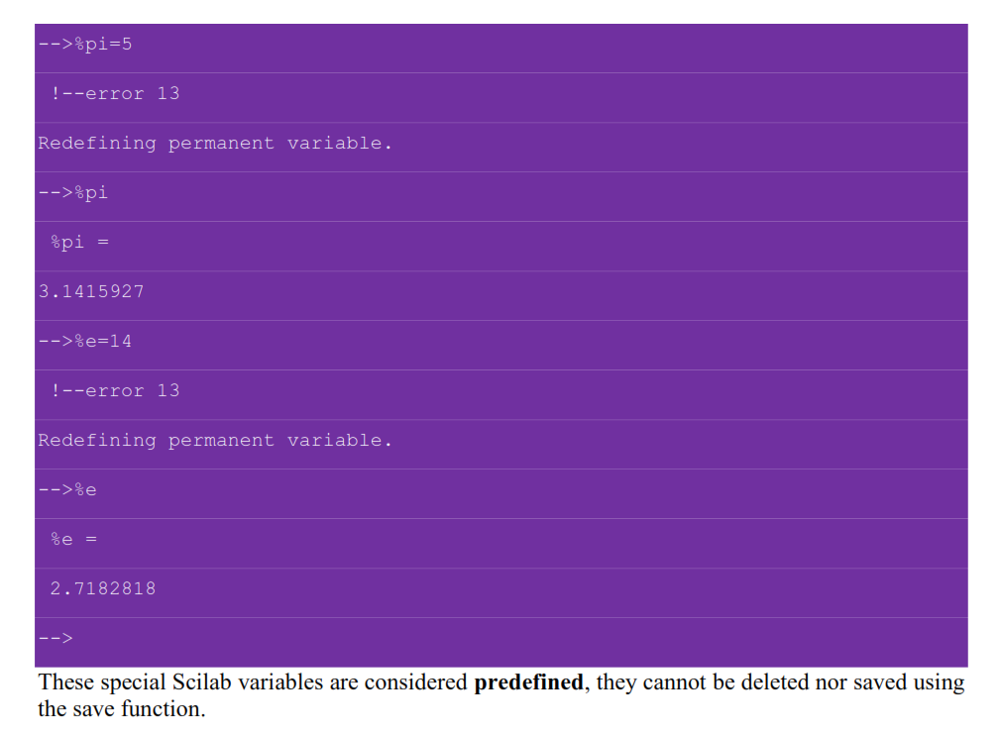 -->%pi=5
!--error 13
Redefining permanent variable.
-->%pi
%pi =
3.1415927
-->%e=14
!--error 13
Redefining permanent variable.
-->%e
%e =
2.7182818
-->
These special Scilab variables are considered predefined, they cannot be deleted nor saved using
the save function.